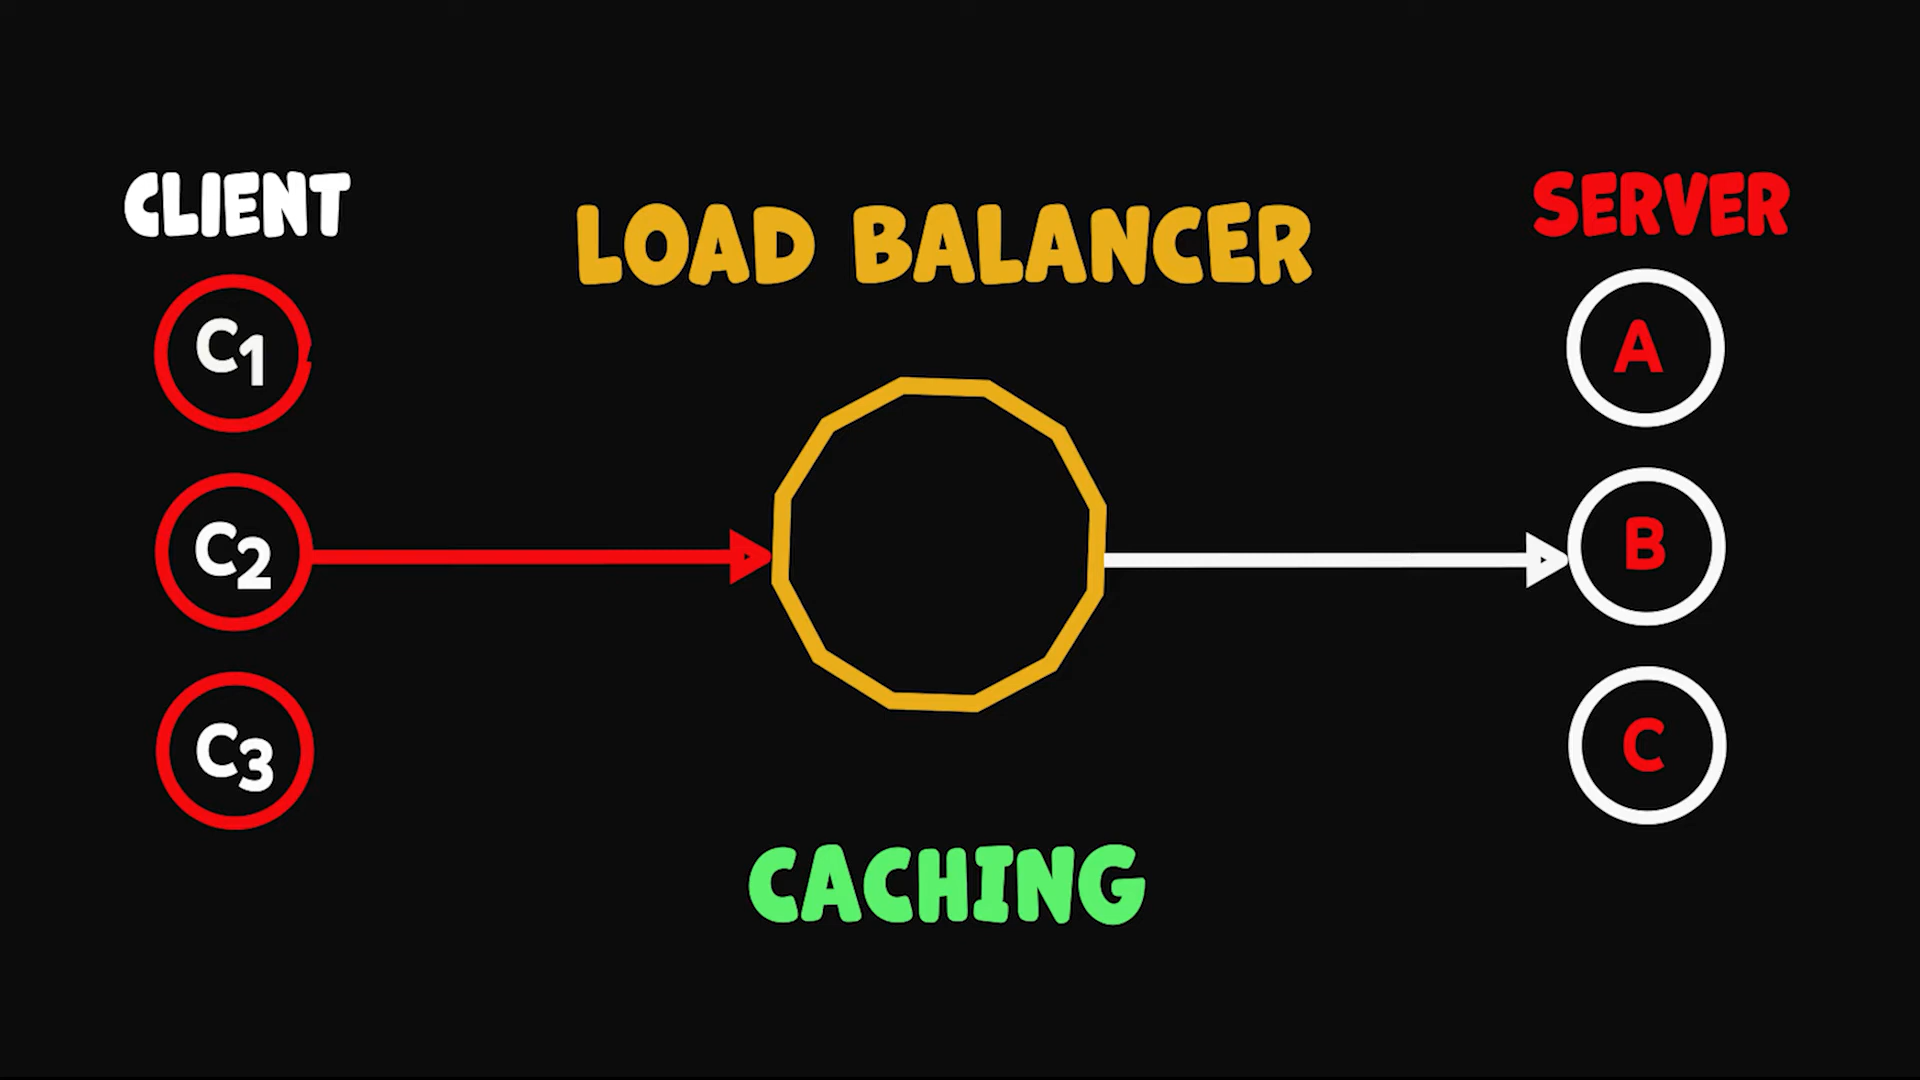 CLIENT
LOAD BALANCER
SERVER
C1
A
C2
B
C3
C
CACHING